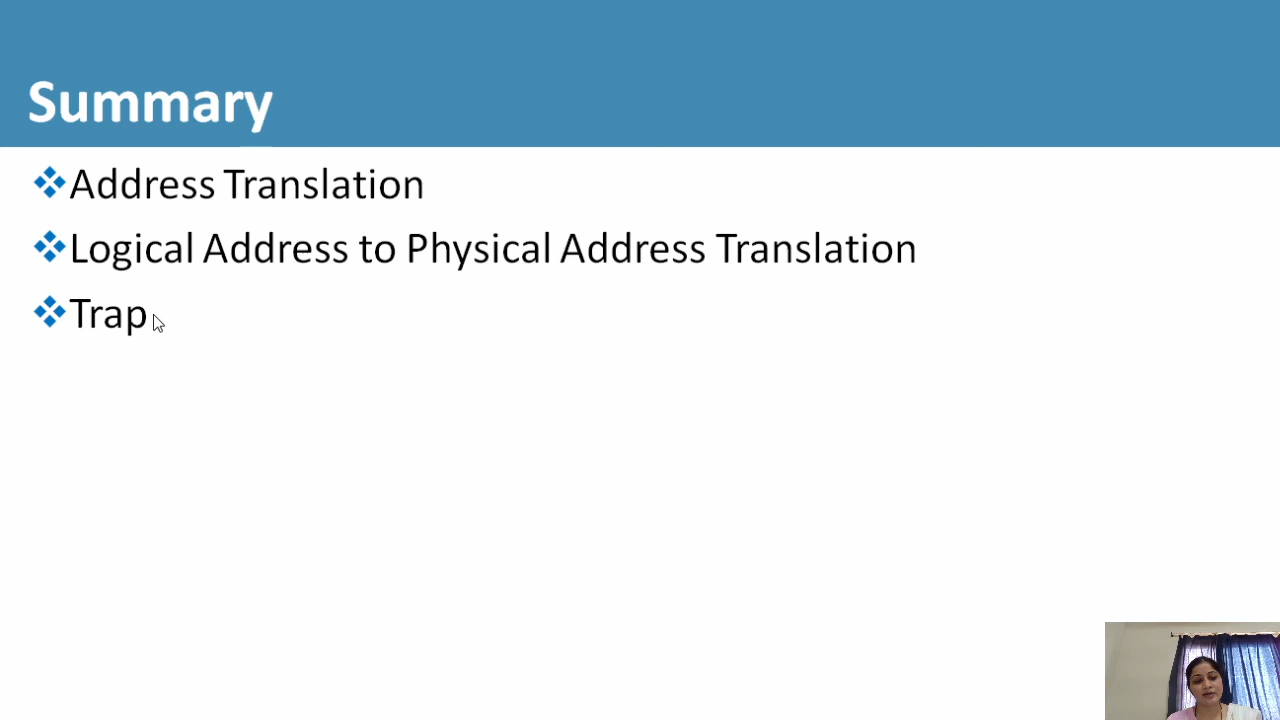 Summary
Address Translation
Logical Address to Physical Address Translation
Trap